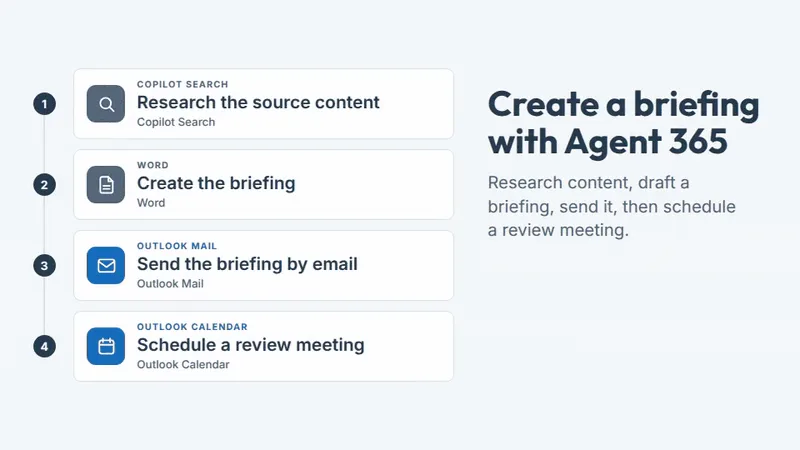 1
COPILOT SEARCH
Research the source content
Copilot Search
2
WORD
Create the briefing
Word
3
OUTLOOK MAIL
Send the briefing by email
Outlook Mail
4
OUTLOOK CALENDAR
Schedule a review meeting
Outlook Calendar
Create a briefing
with Agent 365
Research content, draft a
briefing, send it, then schedule
a review meeting.